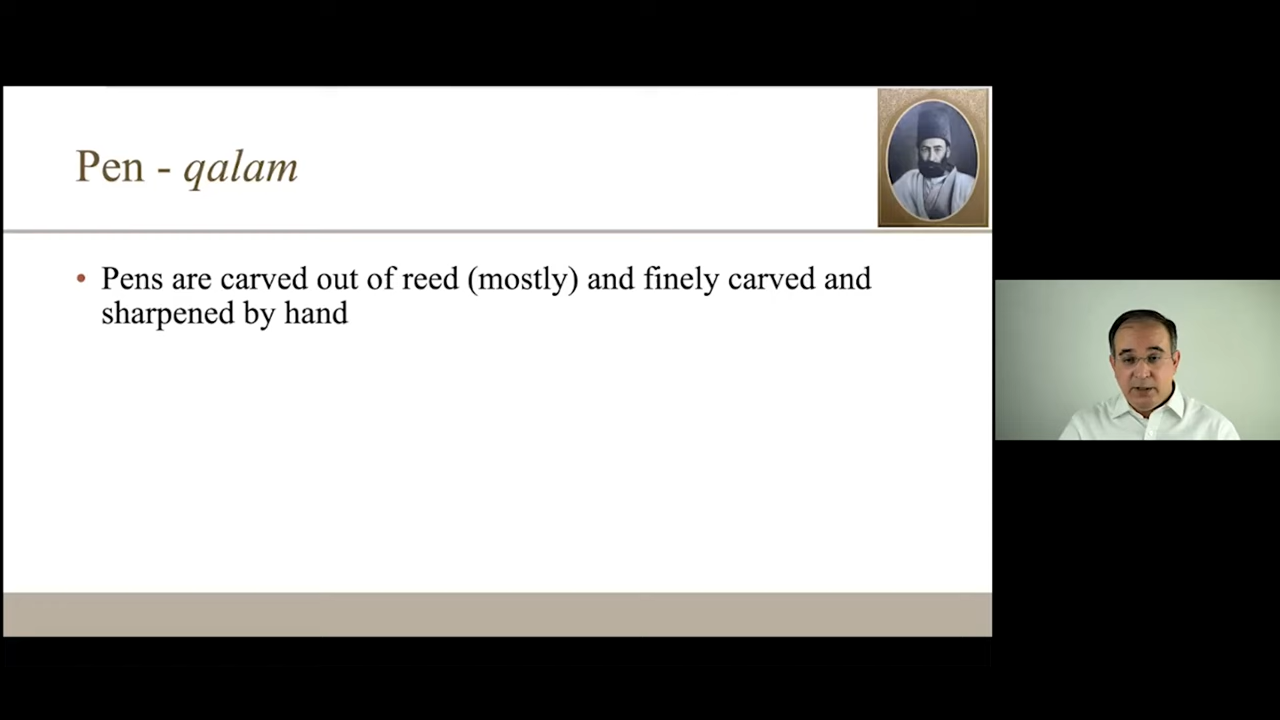 Pen - qalam
• Pens are carved out of reed (mostly) and finely carved and
sharpened by hand